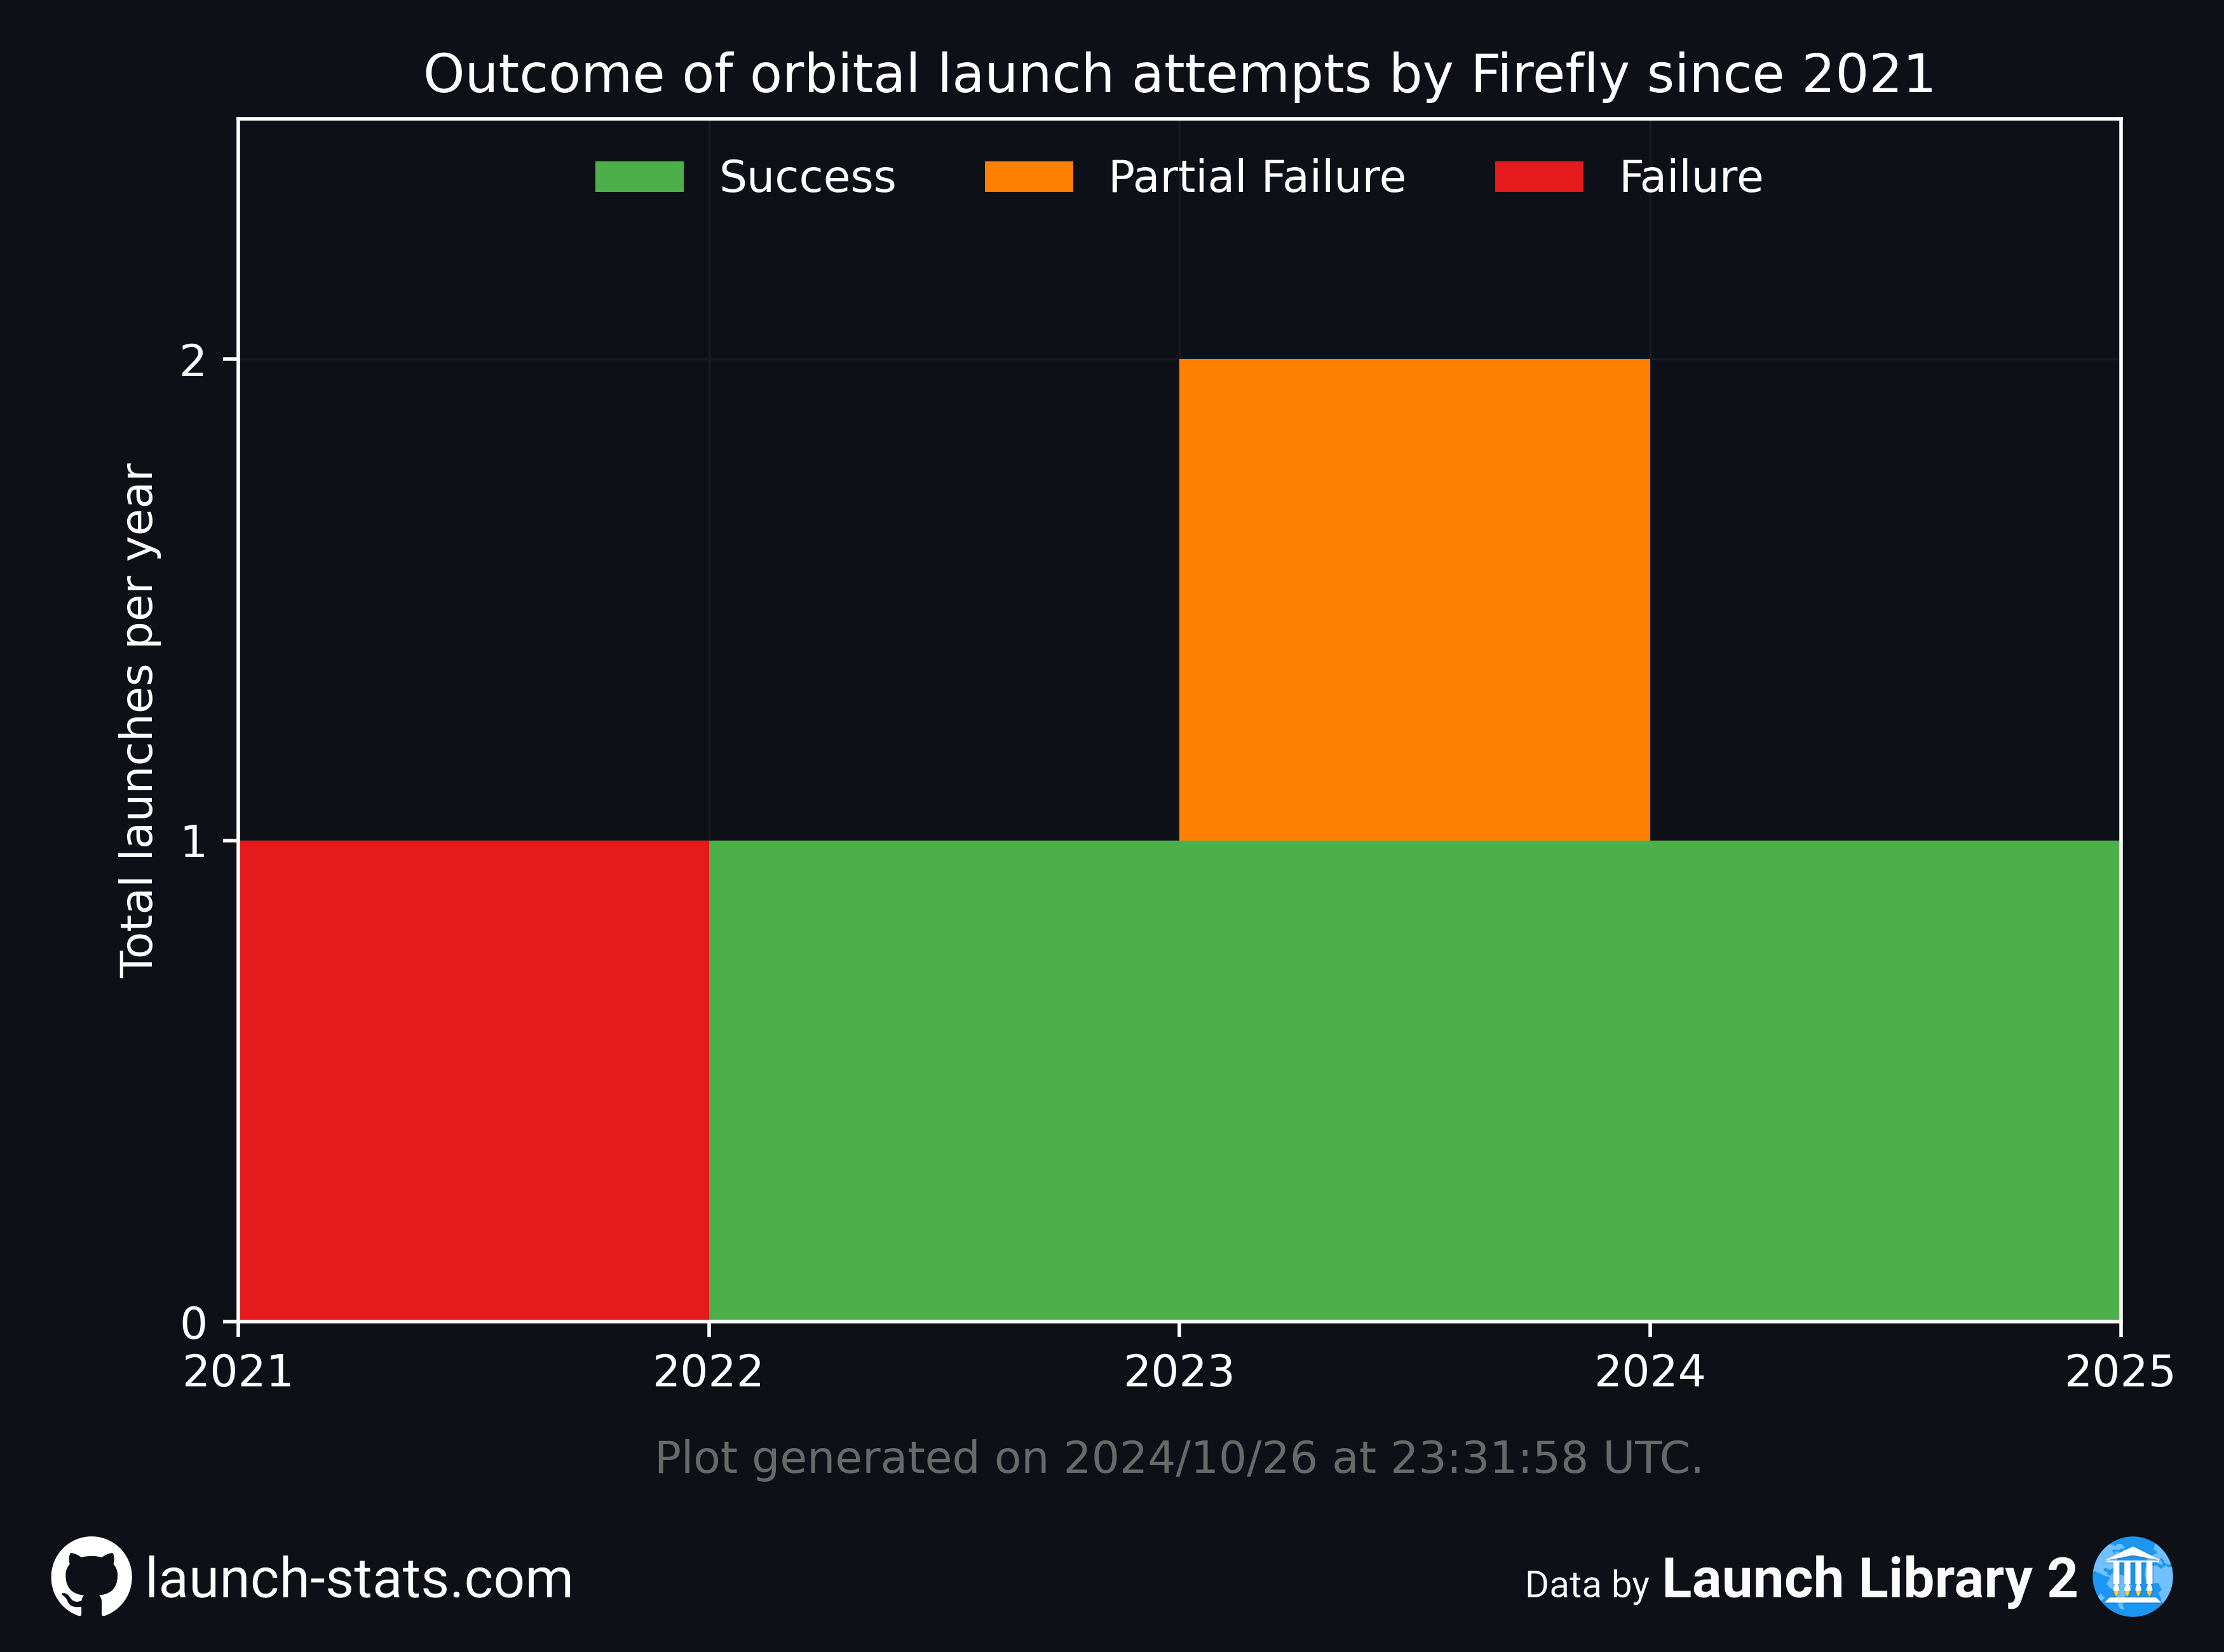 Outcome of orbital launch attempts by Firefly since 2021
Success Partial Failure Failure
Total launches per year
2
1
0
2021 2022 2023 2024 2025
Plot generated on 2024/10/26 at 23:31:58 UTC.
launch-stats.com
Data by Launch Library 2